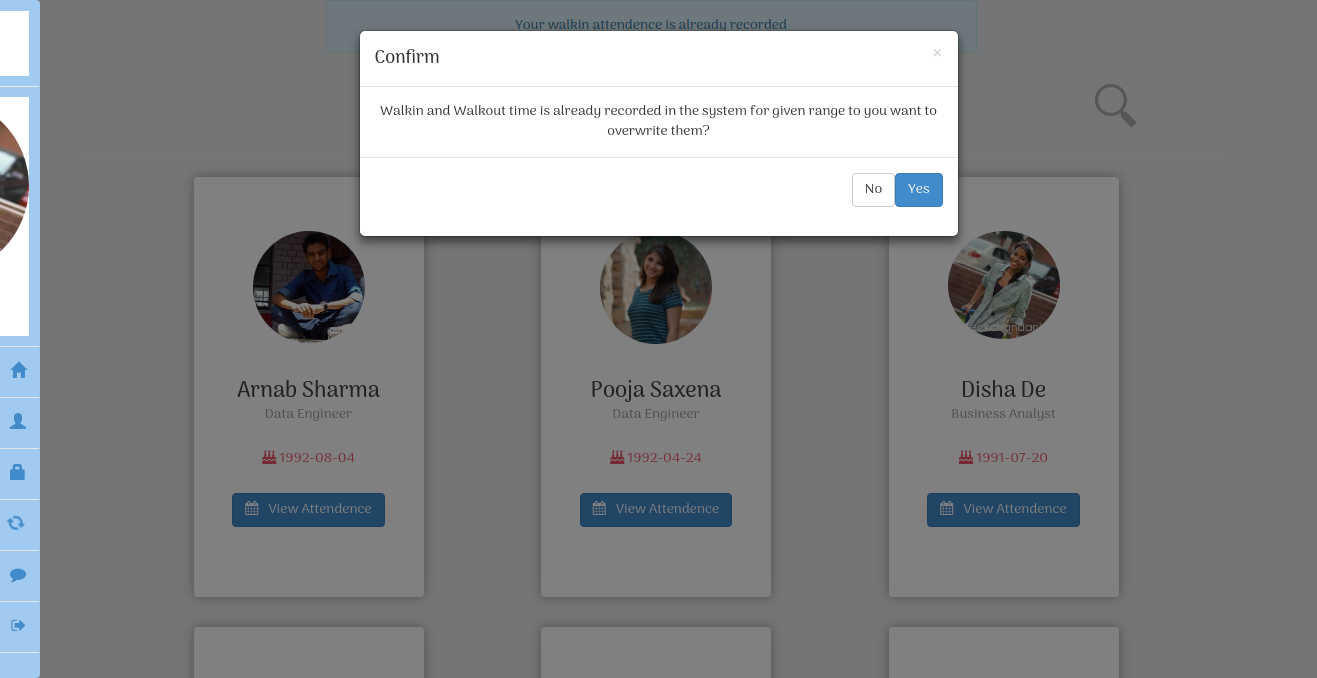 Your walkin attendence is already recorded
Confirm
×
Walkin and Walkout time is already recorded in the system for given range to you want to
overwrite them?
No Yes
Arnab Sharma
Data Engineer
1992-08-04
View Attendence
Pooja Saxena
Data Engineer
1992-04-24
View Attendence
Disha De
Business Analyst
1991-07-20
View Attendence